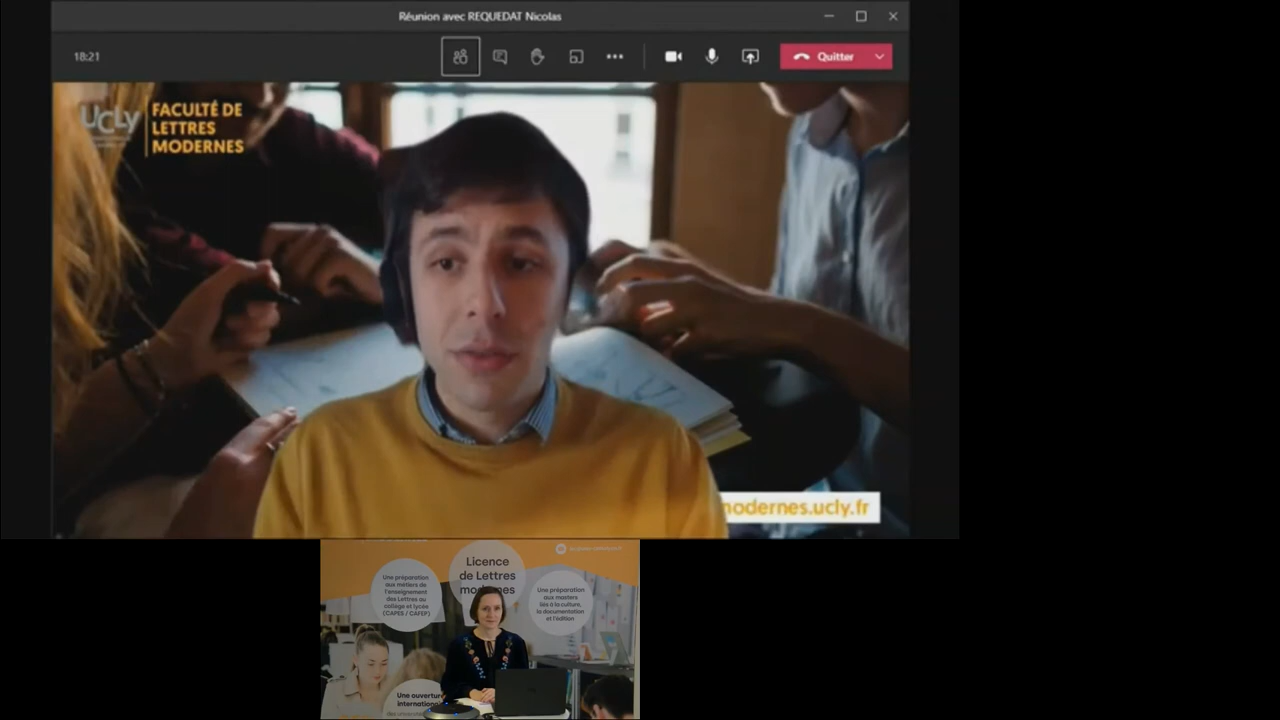 Réunion avec REQUEDAT Nicolas
18:21
Quitter
UCLy
FACULTÉ DE
LETTRES
MODERNES
modernes.ucly.fr
Licence
de Lettres
modernes
Une préparation
aux métiers de
l'enseignement
des Lettres au
collège et lycée
(CAPES / CAFEP)
Une préparation
aux masters
liés à la culture,
la documentation
et l'édition
Une ouverture